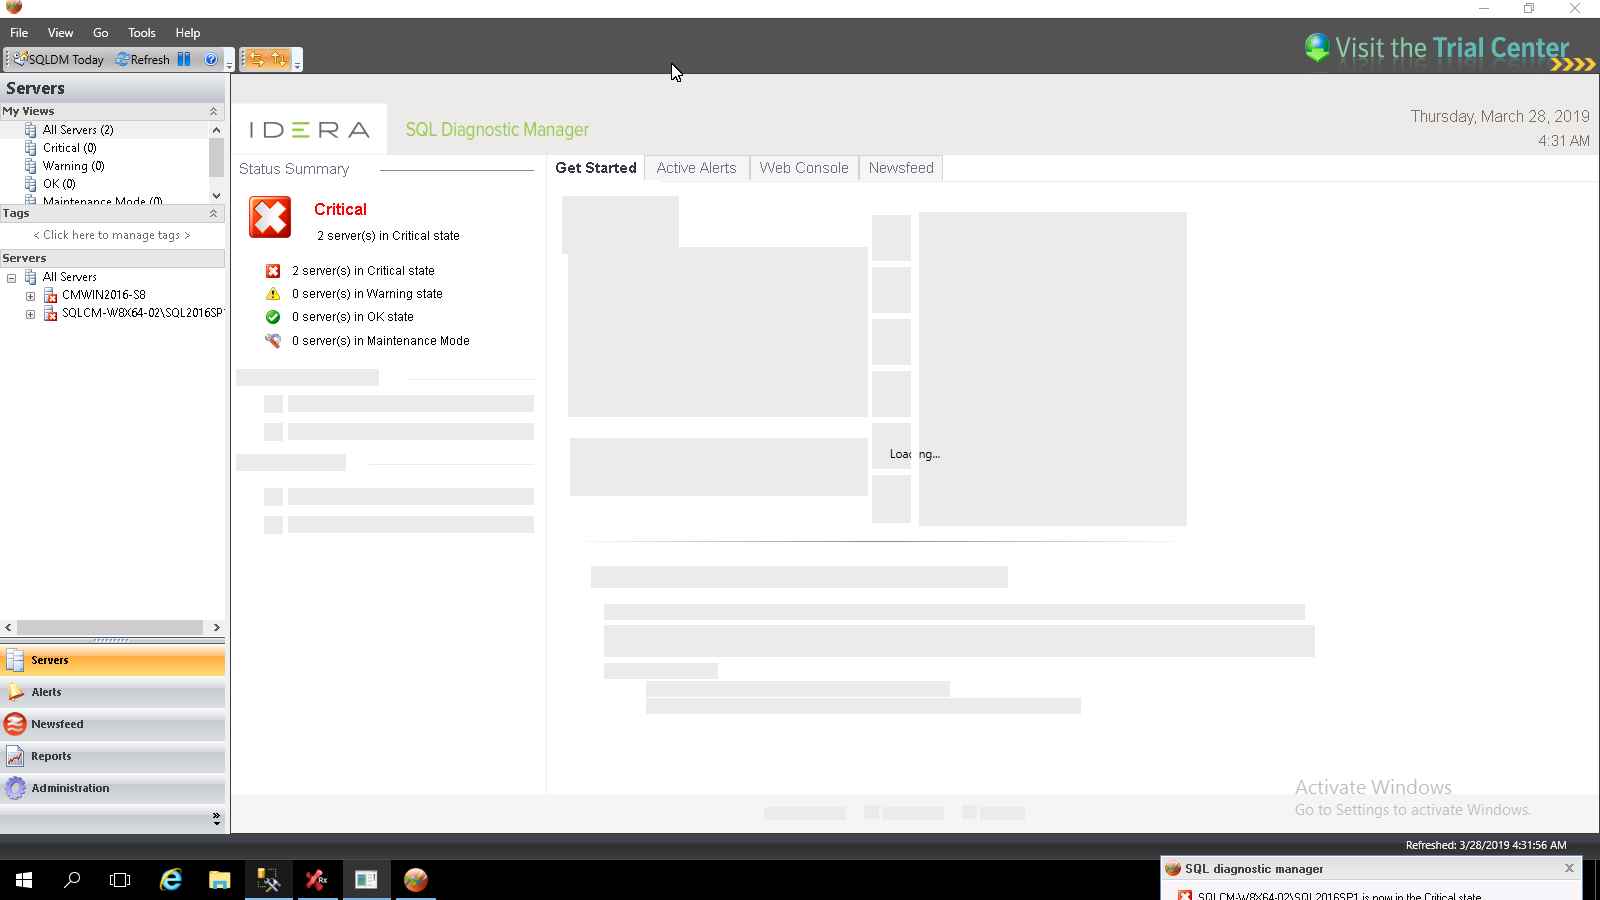 File View Go Tools Help
Visit the Trial Center
SQLDM Today Refresh
Servers
My Views
All Servers (2)
Critical (0)
Warning (0)
OK (0)
Maintenance Mode (0)
Tags
< Click here to manage tags >
Servers
All Servers
CMWIN2016-S8
SQLCM-W8X64-02\SQL2016SP1
Servers
Alerts
Newsfeed
Reports
Administration
IDERA SQL Diagnostic Manager
Thursday, March 28, 2019
4:31 AM
Status Summary
Critical
2 server(s) in Critical state
2 server(s) in Critical state
0 server(s) in Warning state
0 server(s) in OK state
0 server(s) in Maintenance Mode
Get Started Active Alerts Web Console Newsfeed
Loading...
Activate Windows
Go to Settings to activate Windows.
Refreshed: 3/28/2019 4:31:56 AM
SQL diagnostic manager
SQLCM-W8X64-02\SQL2016SP1 is now in the Critical state